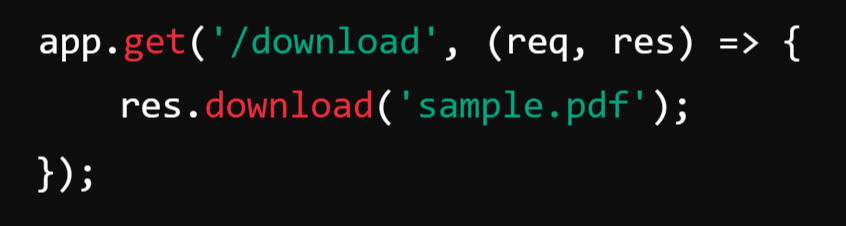 app.get('/download', (req, res) => {
    res.download('sample.pdf');
});